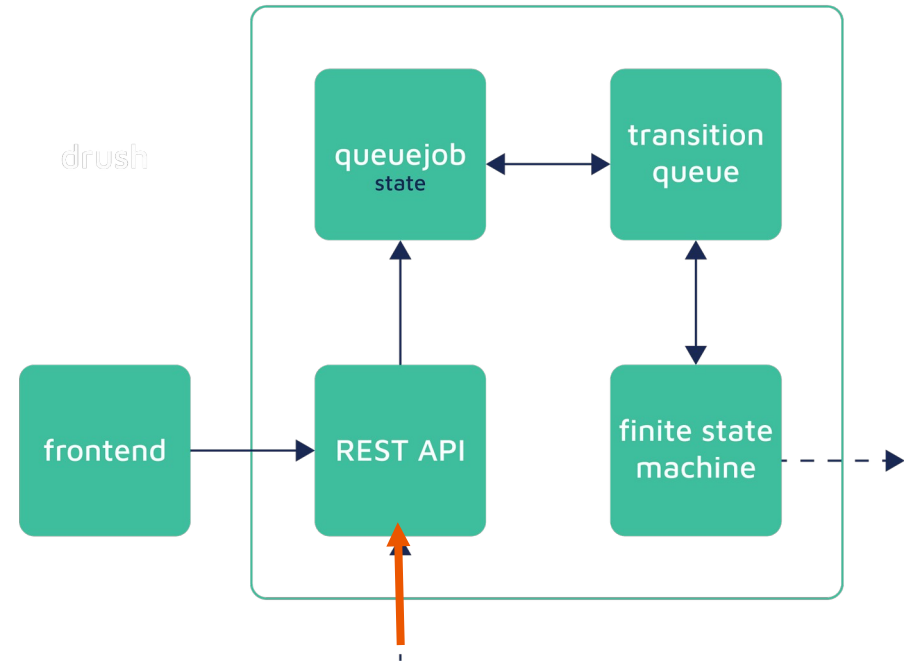 drush
queuejob
state
transition
queue
frontend
REST API
finite state
machine